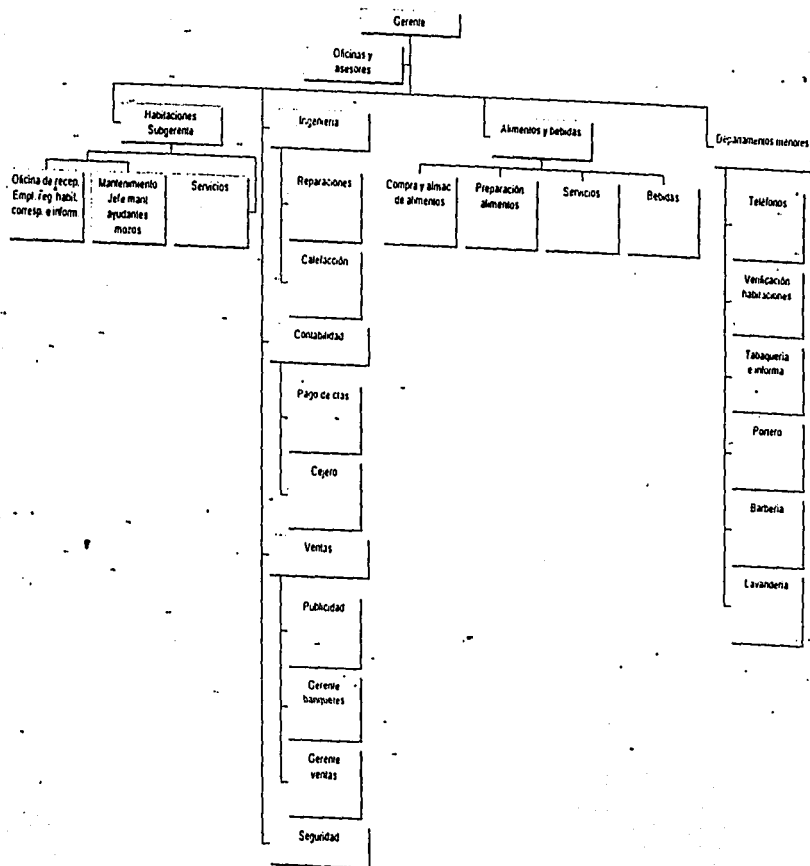 Gerente
Oficinas y
asesores
Habitaciones
Subgerente
Ingeniería
Alimentos y bebidas
Departamentos menores
Oficina de recep.
Empl. reg habit.
corresp. e inform
Mantenimiento
Jefe mant
ayudantes
mozos
Servicios
Reparaciones
Calefacción
Contabilidad
Pago de ctas
Cejero
Ventas
Publicidad
Gerente
banquetes
Gerente
ventas
Seguridad
Compra y almac
de alimentos
Preparación
alimentos
Servicios
Bebidas
Teléfonos
Verificación
habitaciones
Tabaquería
e informa
Portero
Barbería
Lavandería